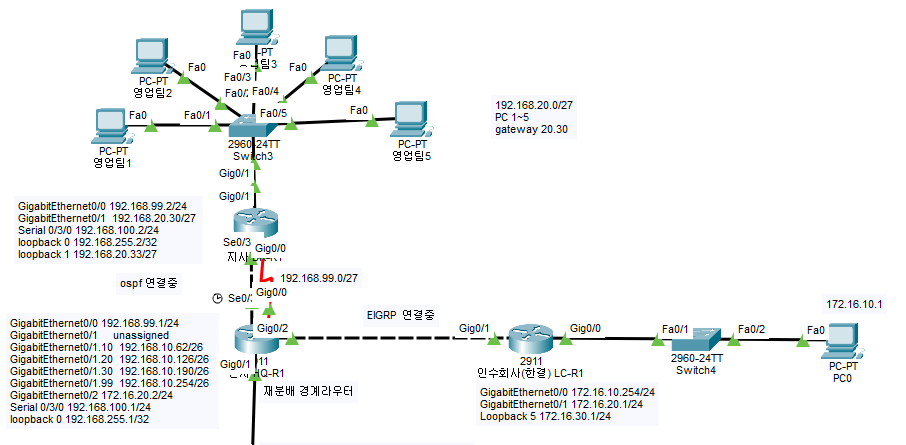 PC-PT
영업팀2
Fa0
Fa0
팀3
Fa0/3
Fa0
PC-PT
영업팀4
Fa0/2
Fa0/4
PC-PT
영업팀1
Fa0
Fa0/1
Fa0/5
2960-24TT
Switch3
Fa0
PC-PT
영업팀5
192.168.20.0/27
PC 1~5
gateway 20.30
Gig0/1
Gig0/1
GigabitEthernet0/0 192.168.99.2/24
GigabitEthernet0/1 192.168.20.30/27
Serial 0/3/0 192.168.100.2/24
loopback 0 192.168.255.2/32
loopback 1 192.168.20.33/27
Se0/3
Gig0/0
지사
ospf 연결중
192.168.99.0/27
Se0/
Gig0/0
GigabitEthernet0/0 192.168.99.1/24
GigabitEthernet0/1 unassigned
GigabitEthernet0/1.10 192.168.10.62/26
GigabitEthernet0/1.20 192.168.10.126/26
GigabitEthernet0/1.30 192.168.10.190/26
GigabitEthernet0/1.99 192.168.10.254/26
GigabitEthernet0/2 172.16.20.2/24
Serial 0/3/0 192.168.100.1/24
loopback 0 192.168.255.1/32
Gig0/2
11
HQ-R1
Gig0/1
재분배 경계라우터
EIGRP 연결중
Gig0/1
Gig0/0
2911
인수회사(한결) LC-R1
GigabitEthernet0/0 172.16.10.254/24
GigabitEthernet0/1 172.16.20.1/24
Loopback 5 172.16.30.1/24
Fa0/1
Fa0/2
2960-24TT
Switch4
172.16.10.1
Fa0
PC-PT
PC0